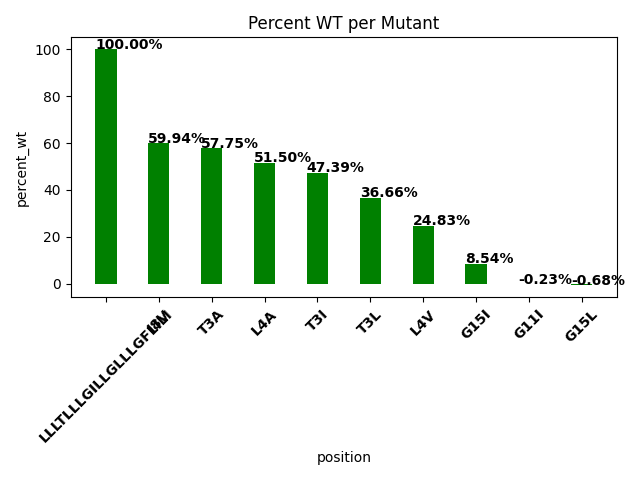 Percent WT per Mutant
percent_wt
100
80
60
40
20
0
100.00%
59.94%
57.75%
51.50%
47.39%
36.66%
24.83%
8.54%
-0.23%
-0.68%
T3A
L4A
T3I
T3L
L4V
G15I
G11I
G15L
position